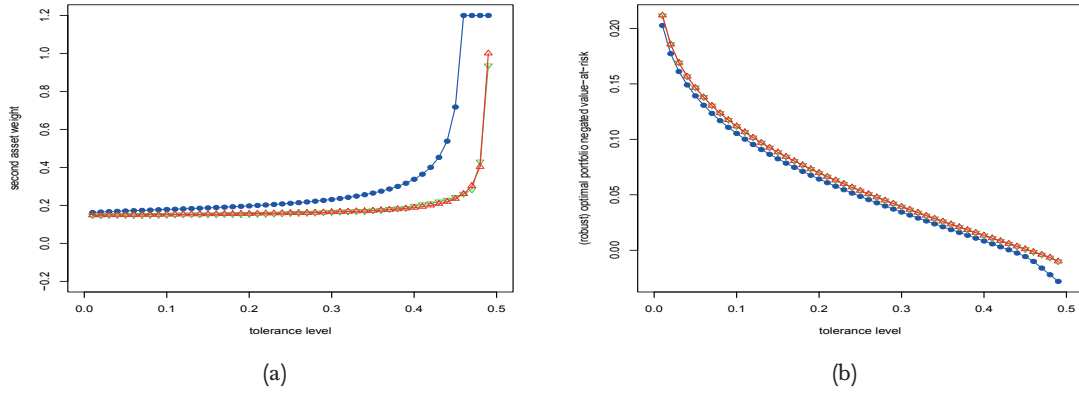 1.2
1.0
0.8
0.6
0.4
0.2
0.0
−0.2
second asset weight
0.0 0.1 0.2 0.3 0.4 0.5
tolerance level
(a)
0.20
0.15
0.10
0.05
0.00
(robust) optimal portfolio negated value−at−risk
0.0 0.1 0.2 0.3 0.4 0.5
tolerance level
(b)